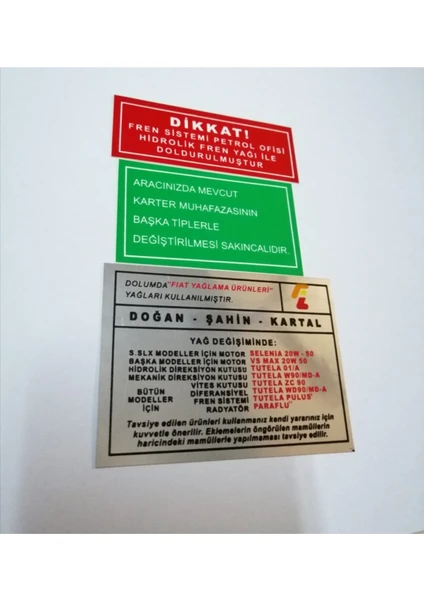 DİKKAT!
FREN SİSTEMİ PETROL OFİSİ
HİDROLİK FREN YAĞI İLE
DOLDURULMUŞTUR
ARACINIZDA MEVCUT
KARTER MUHAFAZASININ
BAŞKA TİPLERLE
DEĞİŞTİRİLMESİ SAKINCALIDIR.
DOLUMDA "FIAT YAĞLAMA ÜRÜNLERİ"
YAĞLARI KULLANILMIŞTIR.
FL
DOĞAN - ŞAHİN - KARTAL
YAĞ DEĞİŞİMİNDE:
S.SLX MODELLER İÇİN MOTOR SELENIA 20W - 50
BAŞKA MODELLER İÇİN MOTOR VS MAX 20W 50
HİDROLİK DİREKSİYON KUTUSU TUTELA 01/A
MEKANİK DİREKSİYON KUTUSU TUTELA W90/MD-A
VİTES KUTUSU TUTELA ZC 90
BÜTÜN MODELLER İÇİN
DİFERANSİYEL TUTELA WD90/MD-A
FREN SİSTEMİ TUTELA PULUS
RADYATÖR PARAFLU
Tavsiye edilen ürünleri kullanmanız kendi yararınız için
kuvvetle önerilir. Eklemelerin öngörülen mamüllerin
haricindeki mamüllerle yapılmaması tavsiye edilir.